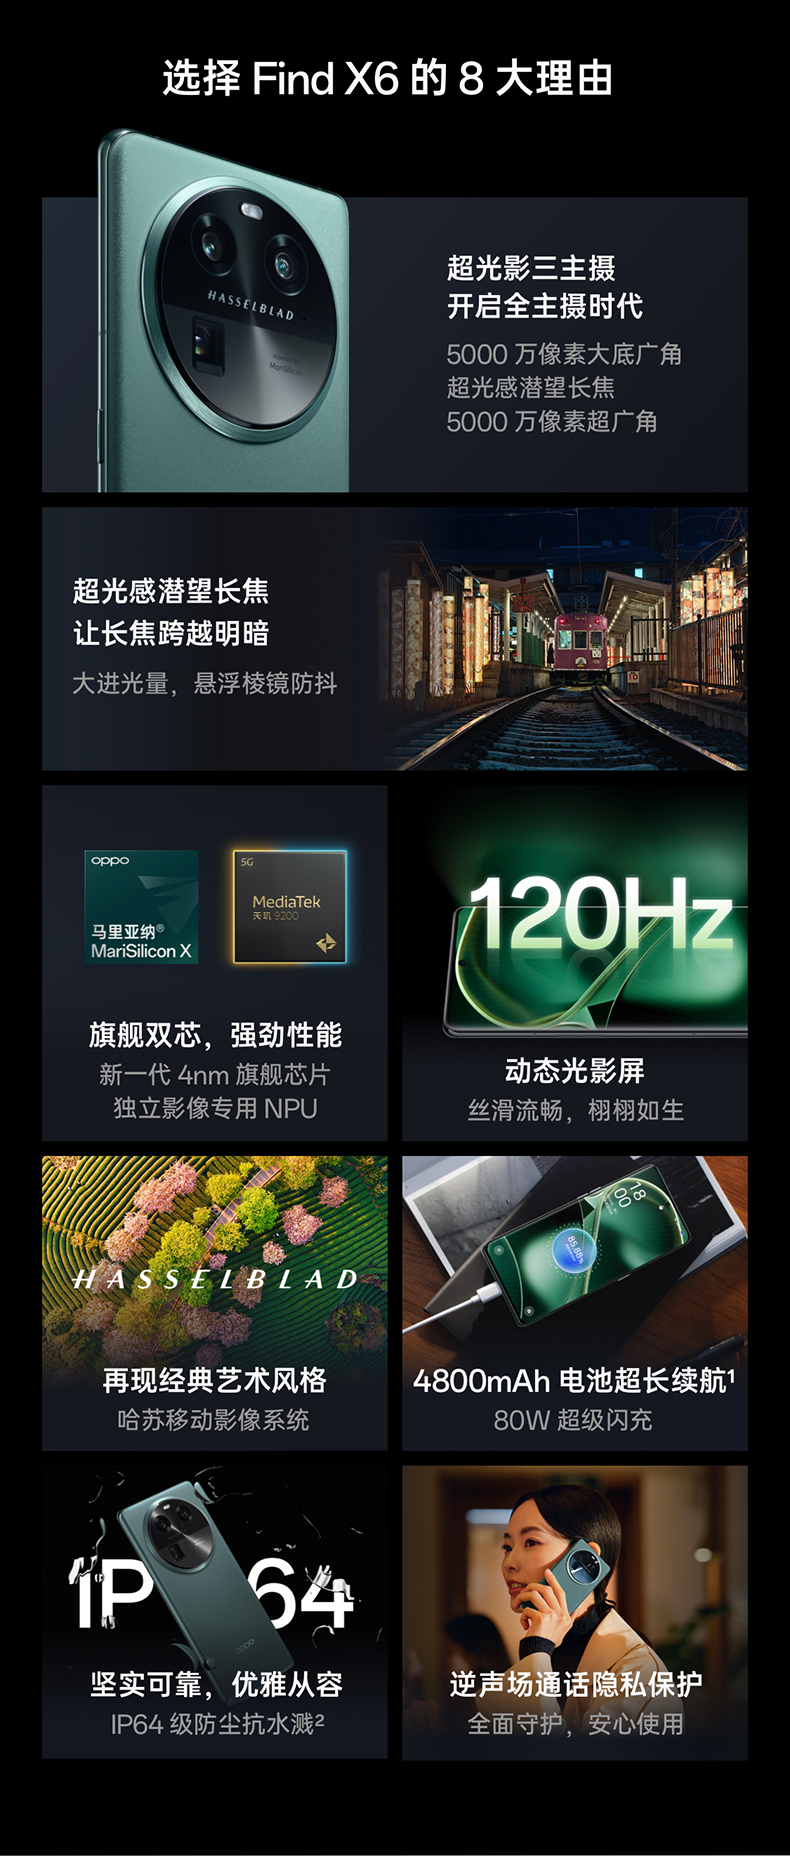 选择 Find X6 的 8 大理由
HASSELBLAD
POWERED BY
MariSilicon
超光影三主摄
开启全主摄时代
5000 万像素大底广角
超光感潜望长焦
5000 万像素超广角
超光感潜望长焦
让长焦跨越明暗
大进光量，悬浮棱镜防抖
oppo
马里亚纳®
MariSilicon X
5G
MediaTek
天玑 9200
旗舰双芯，强劲性能
新一代 4nm 旗舰芯片
独立影像专用 NPU
120Hz
动态光影屏
丝滑流畅，栩栩如生
HASSELBLAD
再现经典艺术风格
哈苏移动影像系统
18
00
85.88%
4800mAh 电池超长续航¹
80W 超级闪充
IP64
oppo
坚实可靠，优雅从容
IP64 级防尘抗水溅²
逆声场通话隐私保护
全面守护，安心使用